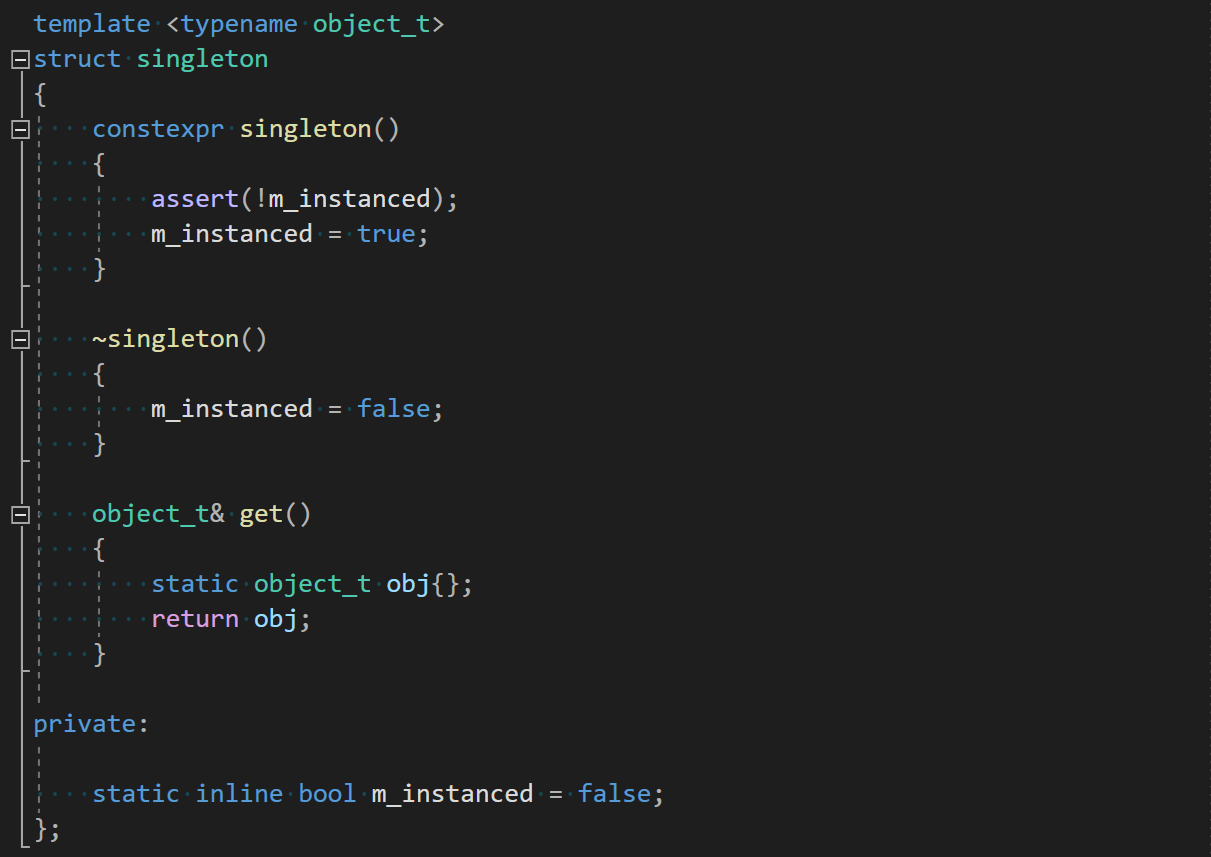 template <typename object_t>
struct singleton
{
    constexpr singleton()
    {
        assert(!m_instanced);
        m_instanced = true;
    }
    ~singleton()
    {
        m_instanced = false;
    }
    object_t& get()
    {
        static object_t obj{};
        return obj;
    }
private:
    static inline bool m_instanced = false;
};